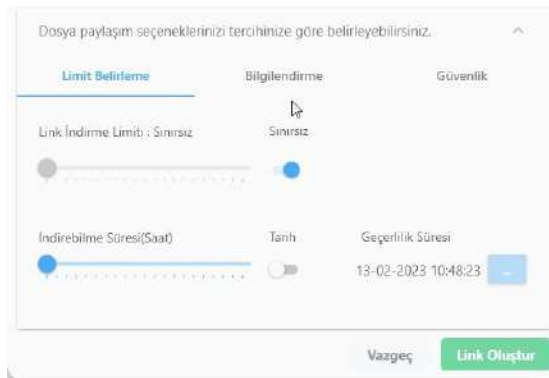 Dosya paylaşım seçeneklerinizi tercihinize göre belirleyebilirsiniz.
Limit Belirleme Bilgilendirme Güvenlik
Link İndirme Limiti : Sınırsız Sınırsız
İndirebilme Süresi(Saat) Tarih Geçerlilik Süresi
13-02-2023 10:48:23 ...
Vazgeç Link Oluştur